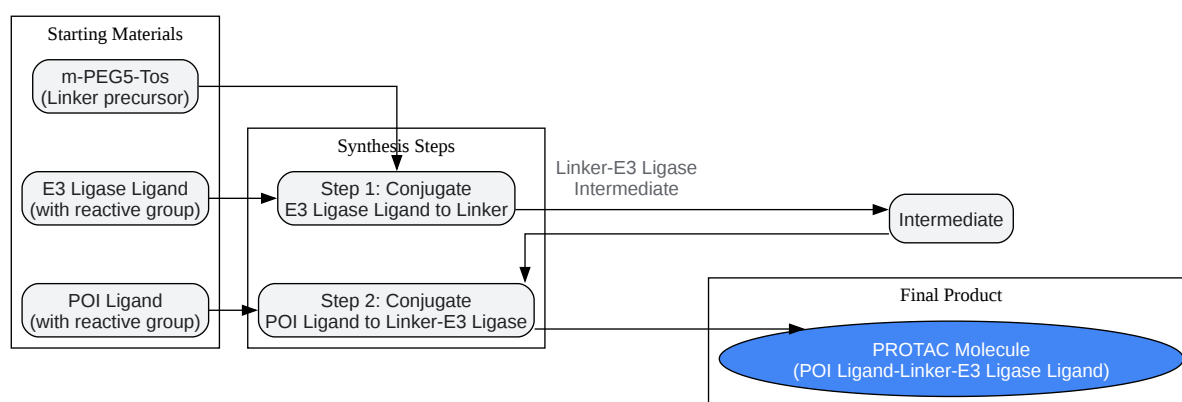 Starting Materials
m-PEG5-Tos
(Linker precursor)
Synthesis Steps
E3 Ligase Ligand
(with reactive group)
Step 1: Conjugate
E3 Ligase Ligand to Linker
Linker-E3 Ligase
Intermediate
Intermediate
POI Ligand
(with reactive group)
Step 2: Conjugate
POI Ligand to Linker-E3 Ligase
Final Product
PROTAC Molecule
(POI Ligand-Linker-E3 Ligase Ligand)